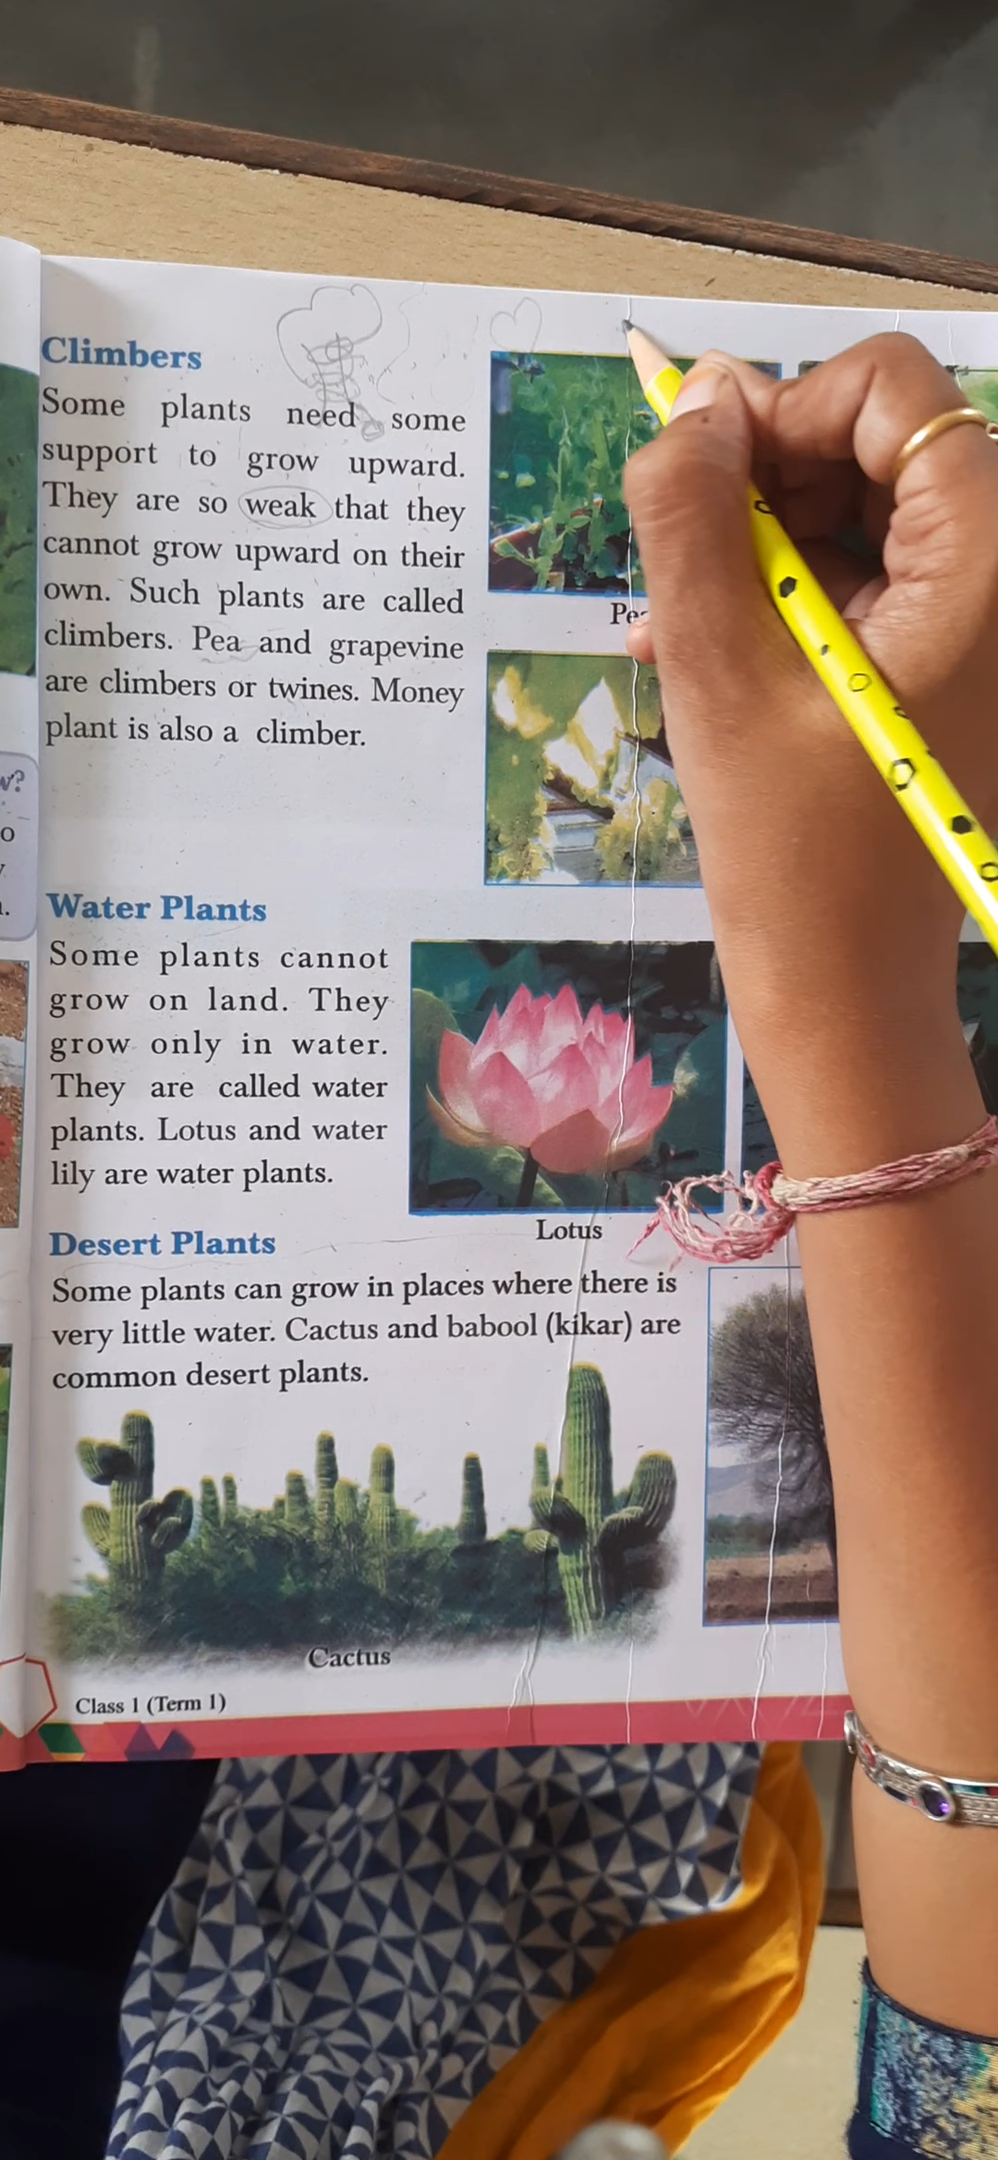 Climbers
Some plants need some
support to grow upward.
They are so weak that they
cannot grow upward on their
own. Such plants are called
climbers. Pea and grapevine
are climbers or twines. Money
plant is also a climber.
Water Plants
Some plants cannot
grow on land. They
grow only in water.
They are called water
plants. Lotus and water
lily are water plants.
Lotus
Desert Plants
Some plants can grow in places where there is
very little water. Cactus and babool (kikar) are
common desert plants.
Cactus
Class 1 (Term 1)